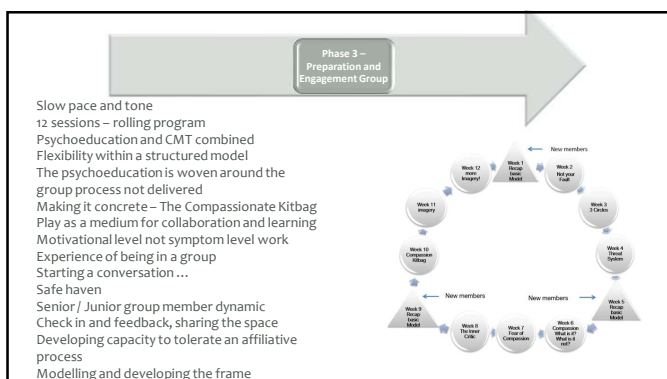 Phase 3 –
Preparation and
Engagement Group
Slow pace and tone
12 sessions – rolling program
Psychoeducation and CMT combined
Flexibility within a structured model
The psychoeducation is woven around the
group process not delivered
Making it concrete – The Compassionate Kitbag
Play as a medium for collaboration and learning
Motivational level not symptom level work
Experience of being in a group
Starting a conversation ...
Safe haven
Senior / Junior group member dynamic
Check in and feedback, sharing the space
Developing capacity to tolerate an affiliative
process
Modelling and developing the frame
New members
Week 1
Recap
basic
Model
Week 2
Not your
Fault
Week 3
3 Circles
Week 4
Threat
System
New members
Week 5
Recap
basic
Model
Week 6
Compassion
What is it?
What is it
not?
Week 7
Fear of
Compassion
Week 8
The Inner
Critic
New members
Week 9
Recap
basic
Model
Week 10
Compassion
Kitbag
Week 11
imagery
Week 12
more
Imagery!